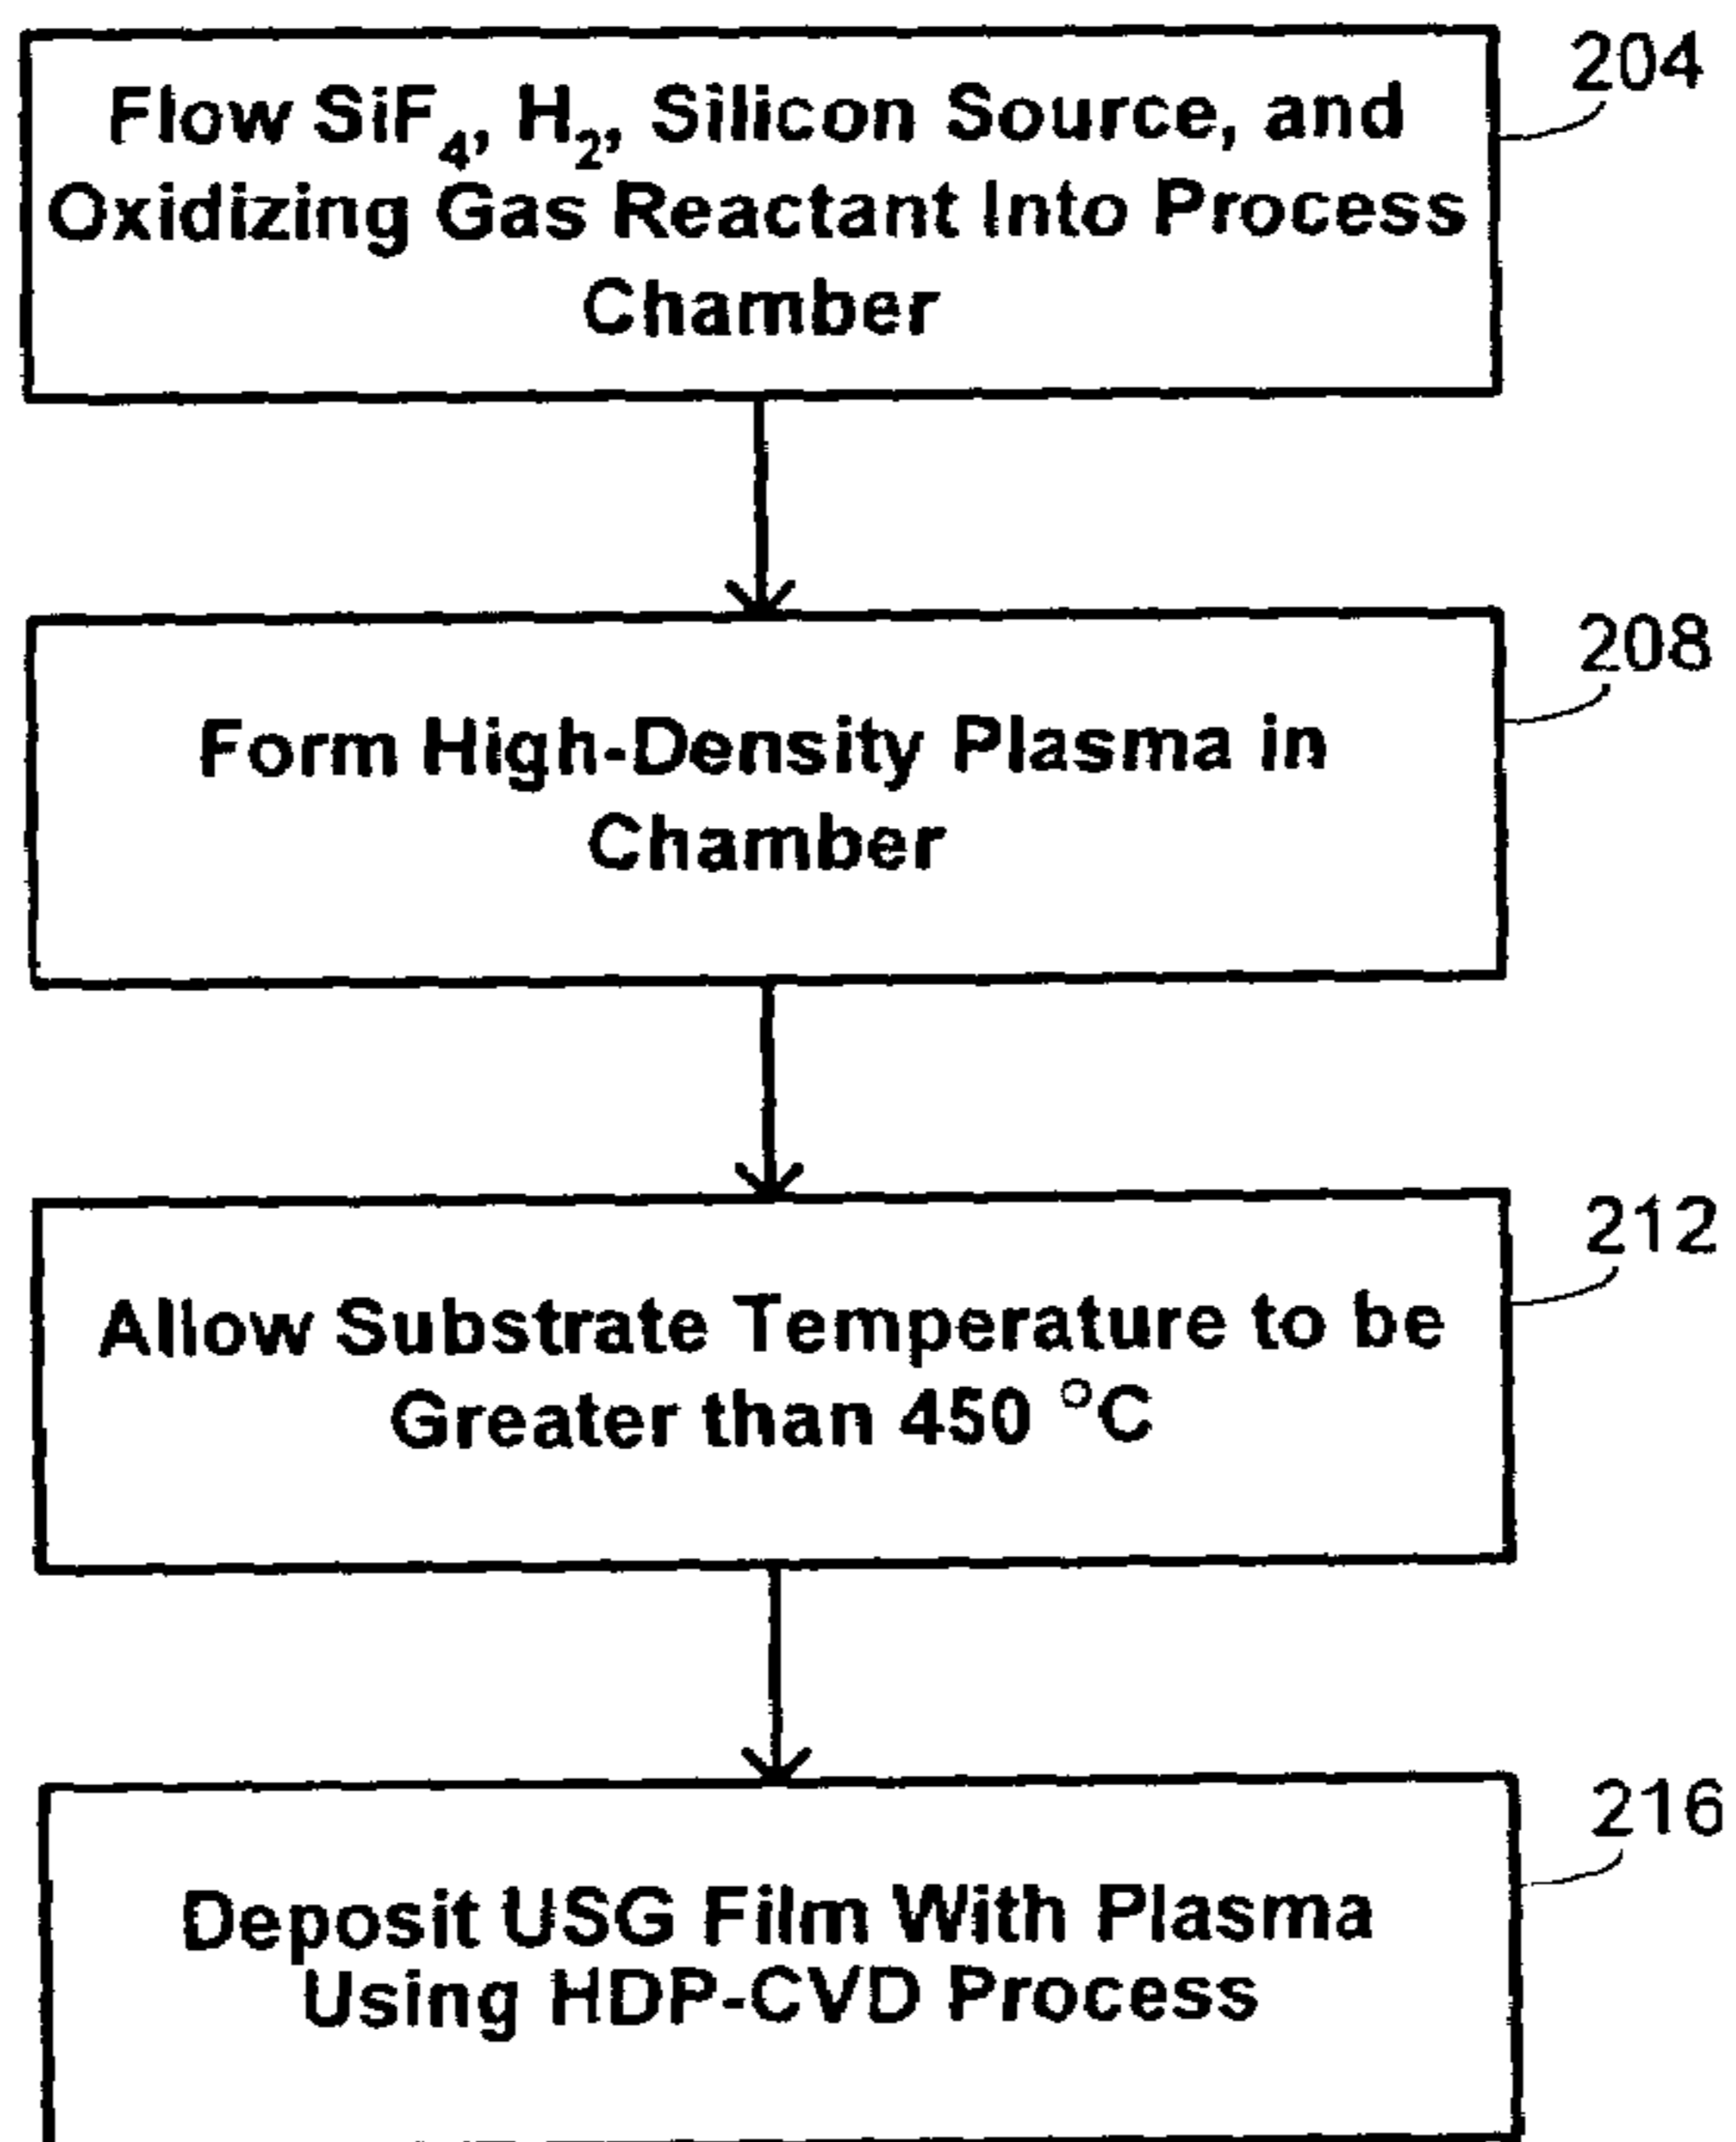 204
Flow SiF₄, H₂, Silicon Source, and
Oxidizing Gas Reactant Into Process
Chamber
208
Form High-Density Plasma in
Chamber
212
Allow Substrate Temperature to be
Greater than 450 °C
216
Deposit USG Film With Plasma
Using HDP-CVD Process